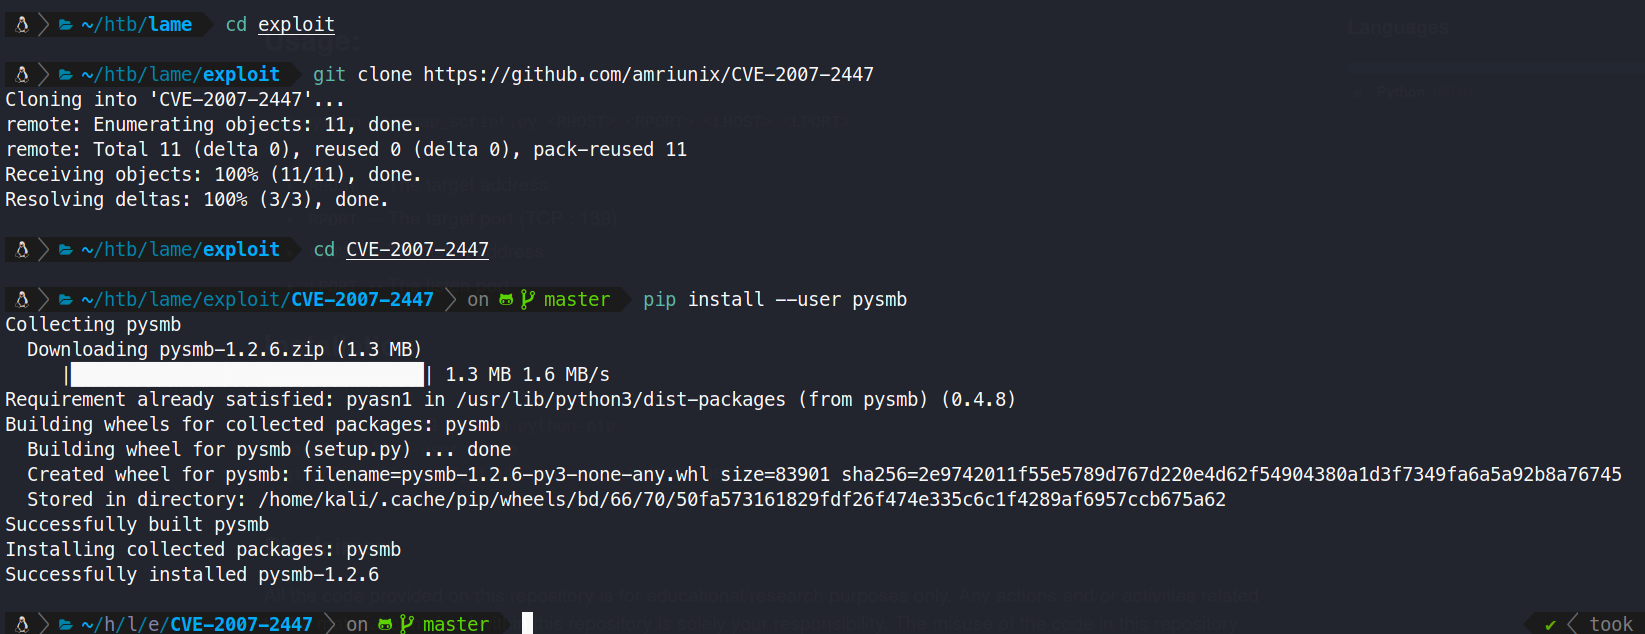 ~/htb/lame cd exploit
Languages
~/htb/lame/exploit git clone https://github.com/amriunix/CVE-2007-2447
Cloning into 'CVE-2007-2447'...
remote: Enumerating objects: 11, done.
remote: Total 11 (delta 0), reused 0 (delta 0), pack-reused 11
Receiving objects: 100% (11/11), done.
Resolving deltas: 100% (3/3), done.
~/htb/lame/exploit cd CVE-2007-2447
~/htb/lame/exploit/CVE-2007-2447 on master pip install --user pysmb
Collecting pysmb
Downloading pysmb-1.2.6.zip (1.3 MB)
| | 1.3 MB 1.6 MB/s
Requirement already satisfied: pyasn1 in /usr/lib/python3/dist-packages (from pysmb) (0.4.8)
Building wheels for collected packages: pysmb
Building wheel for pysmb (setup.py) ... done
Created wheel for pysmb: filename=pysmb-1.2.6-py3-none-any.whl size=83901 sha256=2e9742011f55e5789d767d220e4d62f54904380a1d3f7349fa6a5a92b8a76745
Stored in directory: /home/kali/.cache/pip/wheels/bd/66/70/50fa573161829fdf26f474e335c6c1f4289af6957ccb675a62
Successfully built pysmb
Installing collected packages: pysmb
Successfully installed pysmb-1.2.6
~/h/l/e/CVE-2007-2447 on master ✔ took